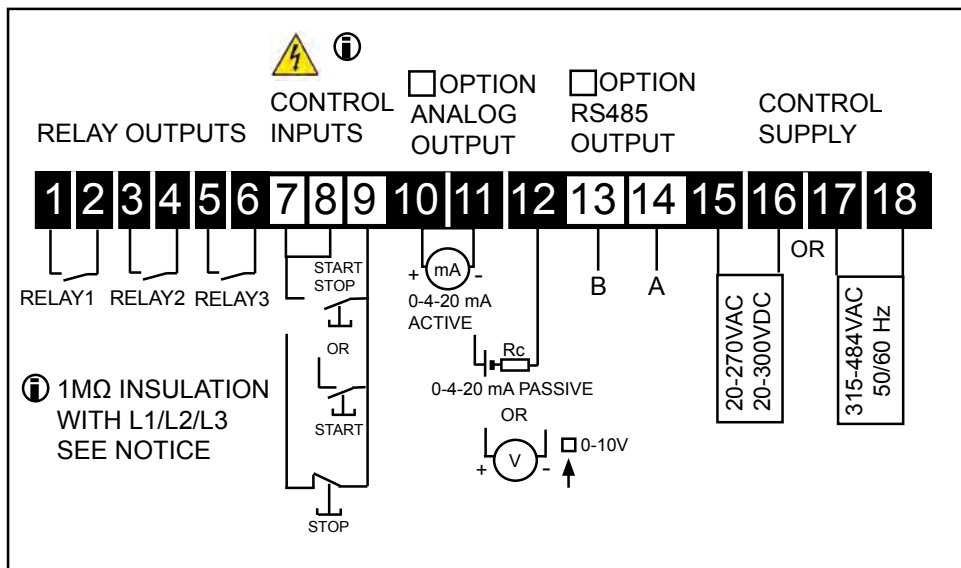 RELAY OUTPUTS
CONTROL
INPUTS
OPTION
ANALOG
OUTPUT
OPTION
RS485
OUTPUT
CONTROL
SUPPLY
1 2 3 4 5 6 7 8 9 10 11 12 13 14 15 16 17 18
RELAY1
RELAY2
RELAY3
START
STOP
OR
START
STOP
i 1MΩ INSULATION
WITH L1/L2/L3
SEE NOTICE
+ mA -
0-4-20 mA
ACTIVE
Rc
0-4-20 mA PASSIVE
OR
+ V -
0-10V
B
A
OR
20-270VAC
20-300VDC
315-484VAC
50/60 Hz